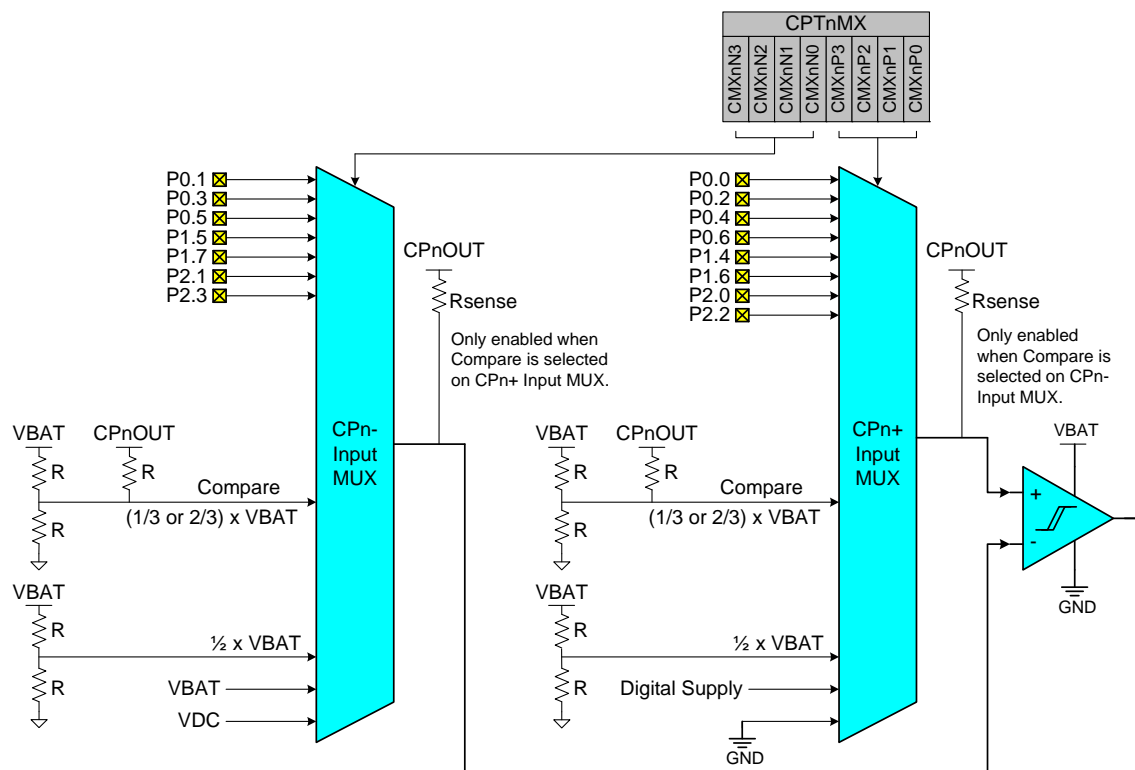 CPTnMX
CMXnN3
CMXnN2
CMXnN1
CMXnN0
CMXnP3
CMXnP2
CMXnP1
CMXnP0
P0.1
P0.3
P0.5
P1.5
P1.7
P2.1
P2.3
CPnOUT
Rsense
Only enabled when
Compare is selected
on CPn+ Input MUX.
VBAT
R
R
CPnOUT
R
Compare
(1/3 or 2/3) x VBAT
VBAT
R
R
½ x VBAT
VBAT
VDC
CPn-
Input
MUX
P0.0
P0.2
P0.4
P0.6
P1.4
P1.6
P2.0
P2.2
CPnOUT
Rsense
Only enabled
when Compare is
selected on CPn-
Input MUX.
VBAT
R
R
CPnOUT
R
Compare
(1/3 or 2/3) x VBAT
VBAT
R
R
½ x VBAT
Digital Supply
GND
CPn+
Input
MUX
VBAT
+
-
GND